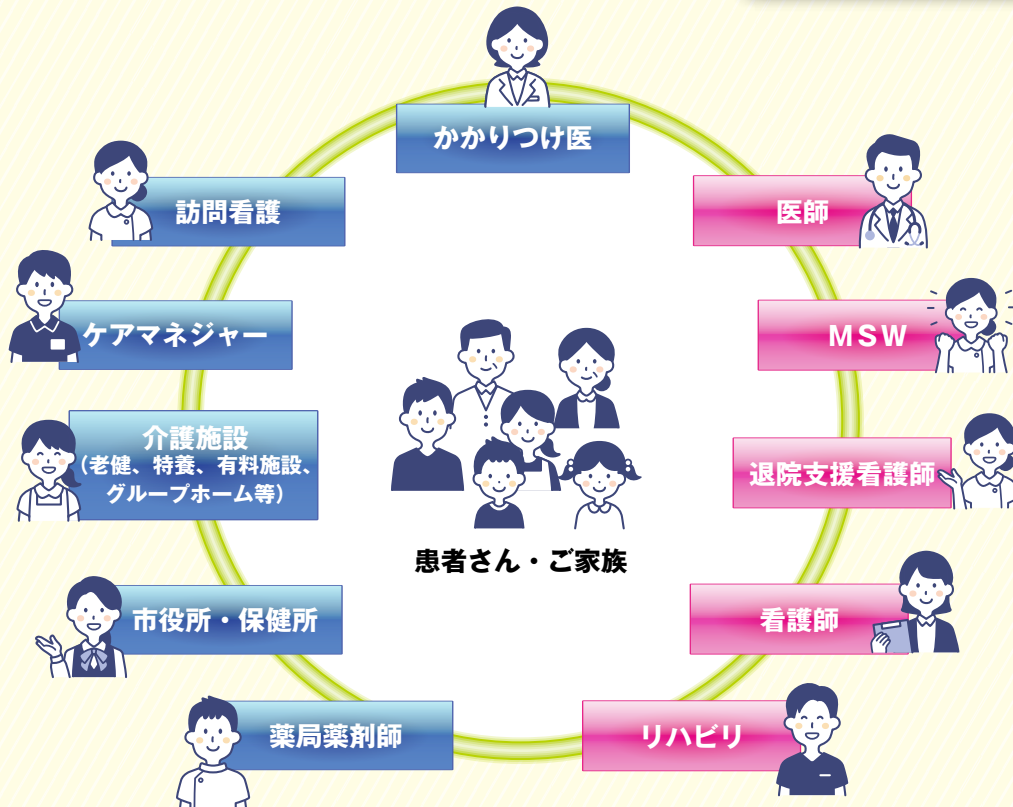 かかりつけ医
訪問看護
医師
ケアマネジャー
MSW
介護施設
（老健、特養、有料施設、
グループホーム等）
退院支援看護師
患者さん・ご家族
市役所・保健所
看護師
薬局薬剤師
リハビリ